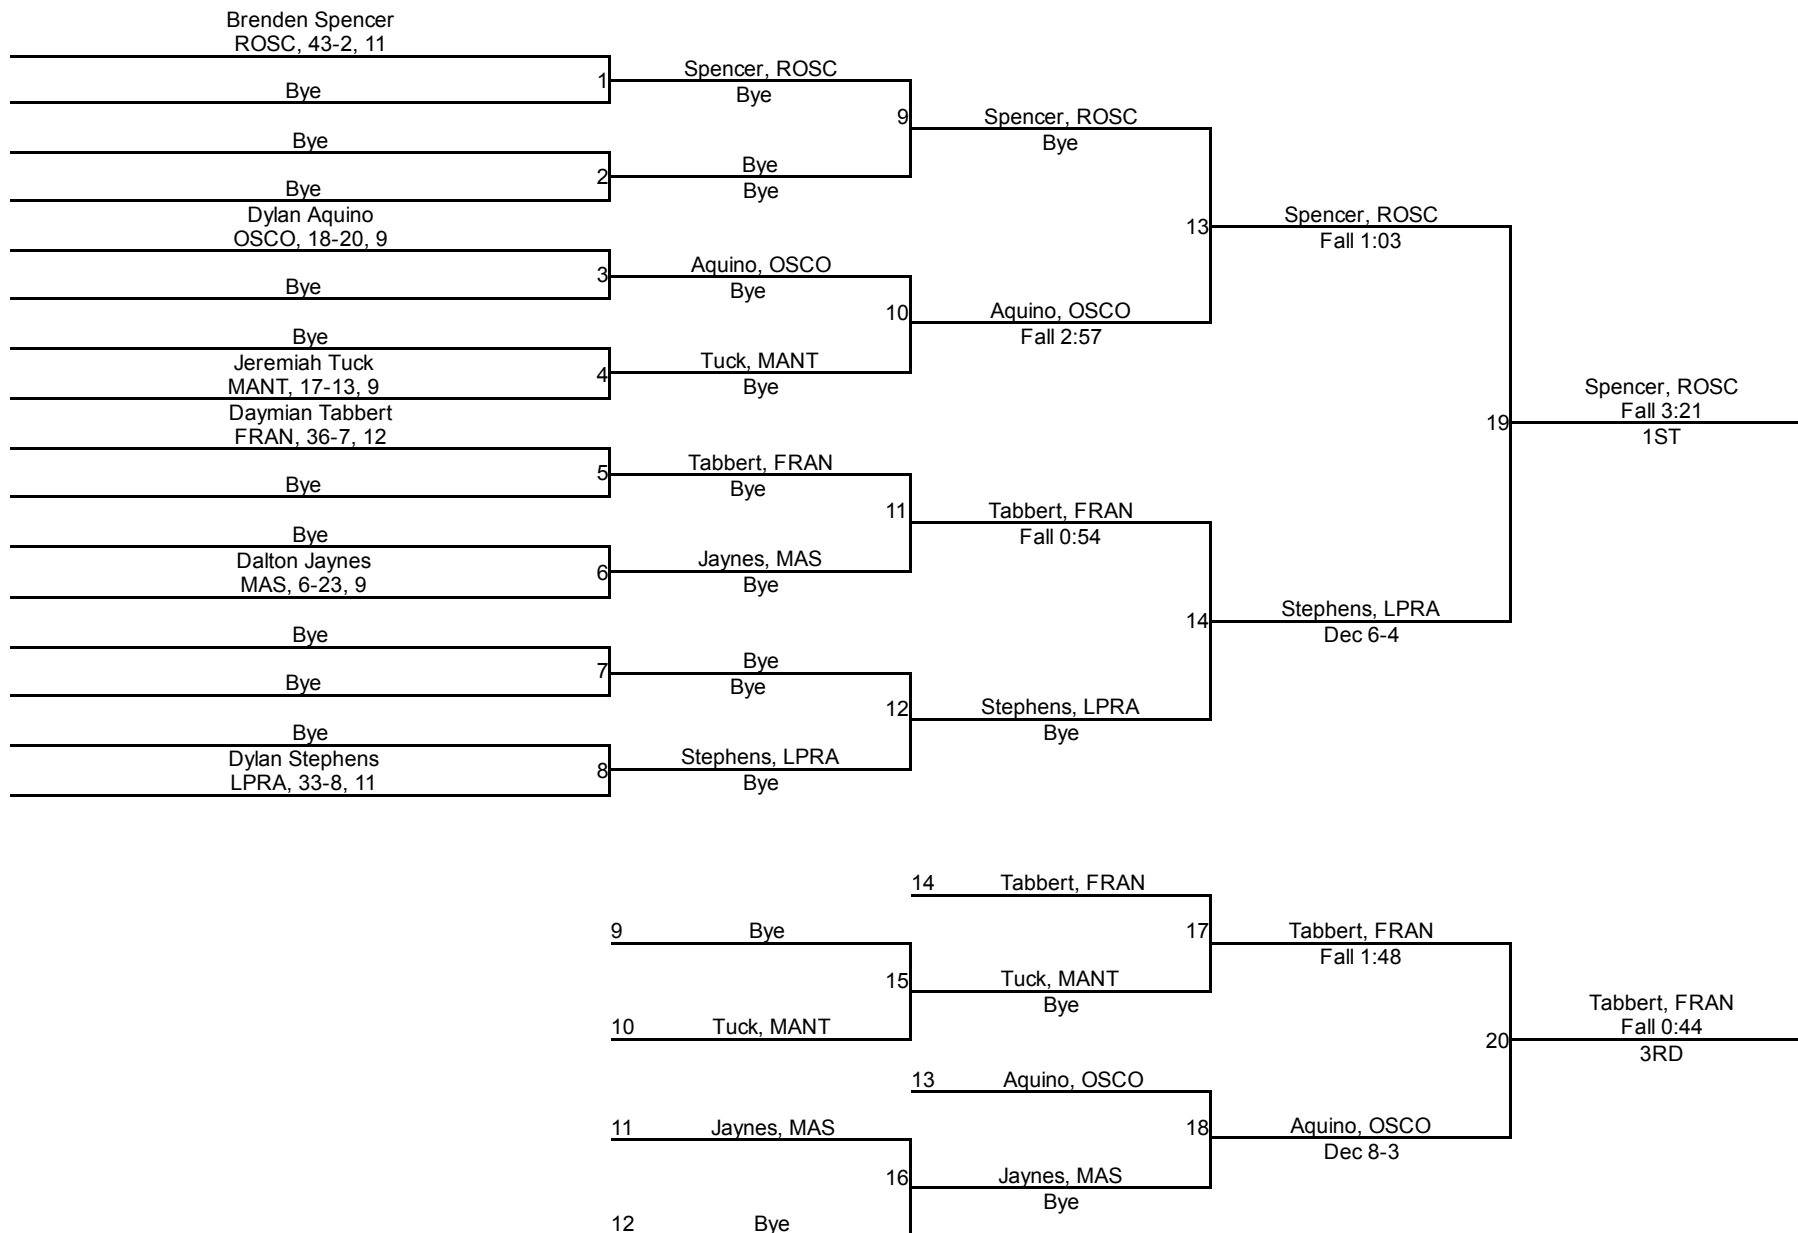 Brenden Spencer
ROSC, 43-2, 11
Bye
1
Bye
Bye
2
Dylan Aquino
OSCO, 18-20, 9
Bye
3
Bye
Jeremiah Tuck
MANT, 17-13, 9
4
Daymian Tabbert
FRAN, 36-7, 12
Bye
5
Bye
Dalton Jaynes
MAS, 6-23, 9
6
Bye
Bye
7
Bye
Dylan Stephens
LPRA, 33-8, 11
8
Spencer, ROSC
Bye
9
Bye
Bye
Aquino, OSCO
Bye
10
Tuck, MANT
Bye
Tabbert, FRAN
Bye
11
Jaynes, MAS
Bye
Bye
Bye
12
Stephens, LPRA
Bye
Spencer, ROSC
Bye
13
Aquino, OSCO
Fall 2:57
Tabbert, FRAN
Fall 0:54
14
Stephens, LPRA
Bye
Spencer, ROSC
Fall 1:03
19
Stephens, LPRA
Dec 6-4
Spencer, ROSC
Fall 3:21
1ST
14 Tabbert, FRAN
9 Bye
15
10 Tuck, MANT
17
Tuck, MANT
Bye
Tabbert, FRAN
Fall 1:48
13 Aquino, OSCO
11 Jaynes, MAS
16
12 Bye
18
Jaynes, MAS
Bye
Aquino, OSCO
Dec 8-3
20
Tabbert, FRAN
Fall 0:44
3RD